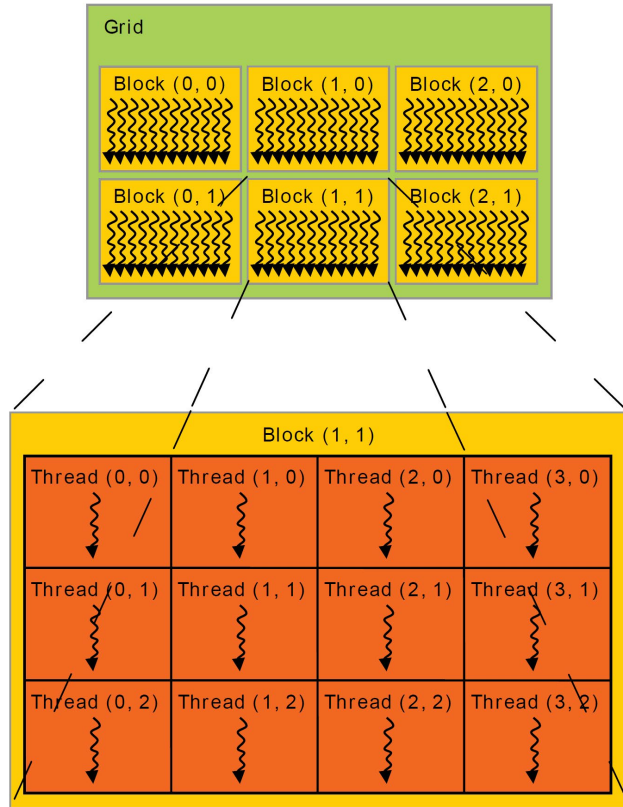 Grid
Block (0, 0) Block (1, 0) Block (2, 0)
Block (0, 1) Block (1, 1) Block (2, 1)
Block (1, 1)
Thread (0, 0) Thread (1, 0) Thread (2, 0) Thread (3, 0)
Thread (0, 1) Thread (1, 1) Thread (2, 1) Thread (3, 1)
Thread (0, 2) Thread (1, 2) Thread (2, 2) Thread (3, 2)